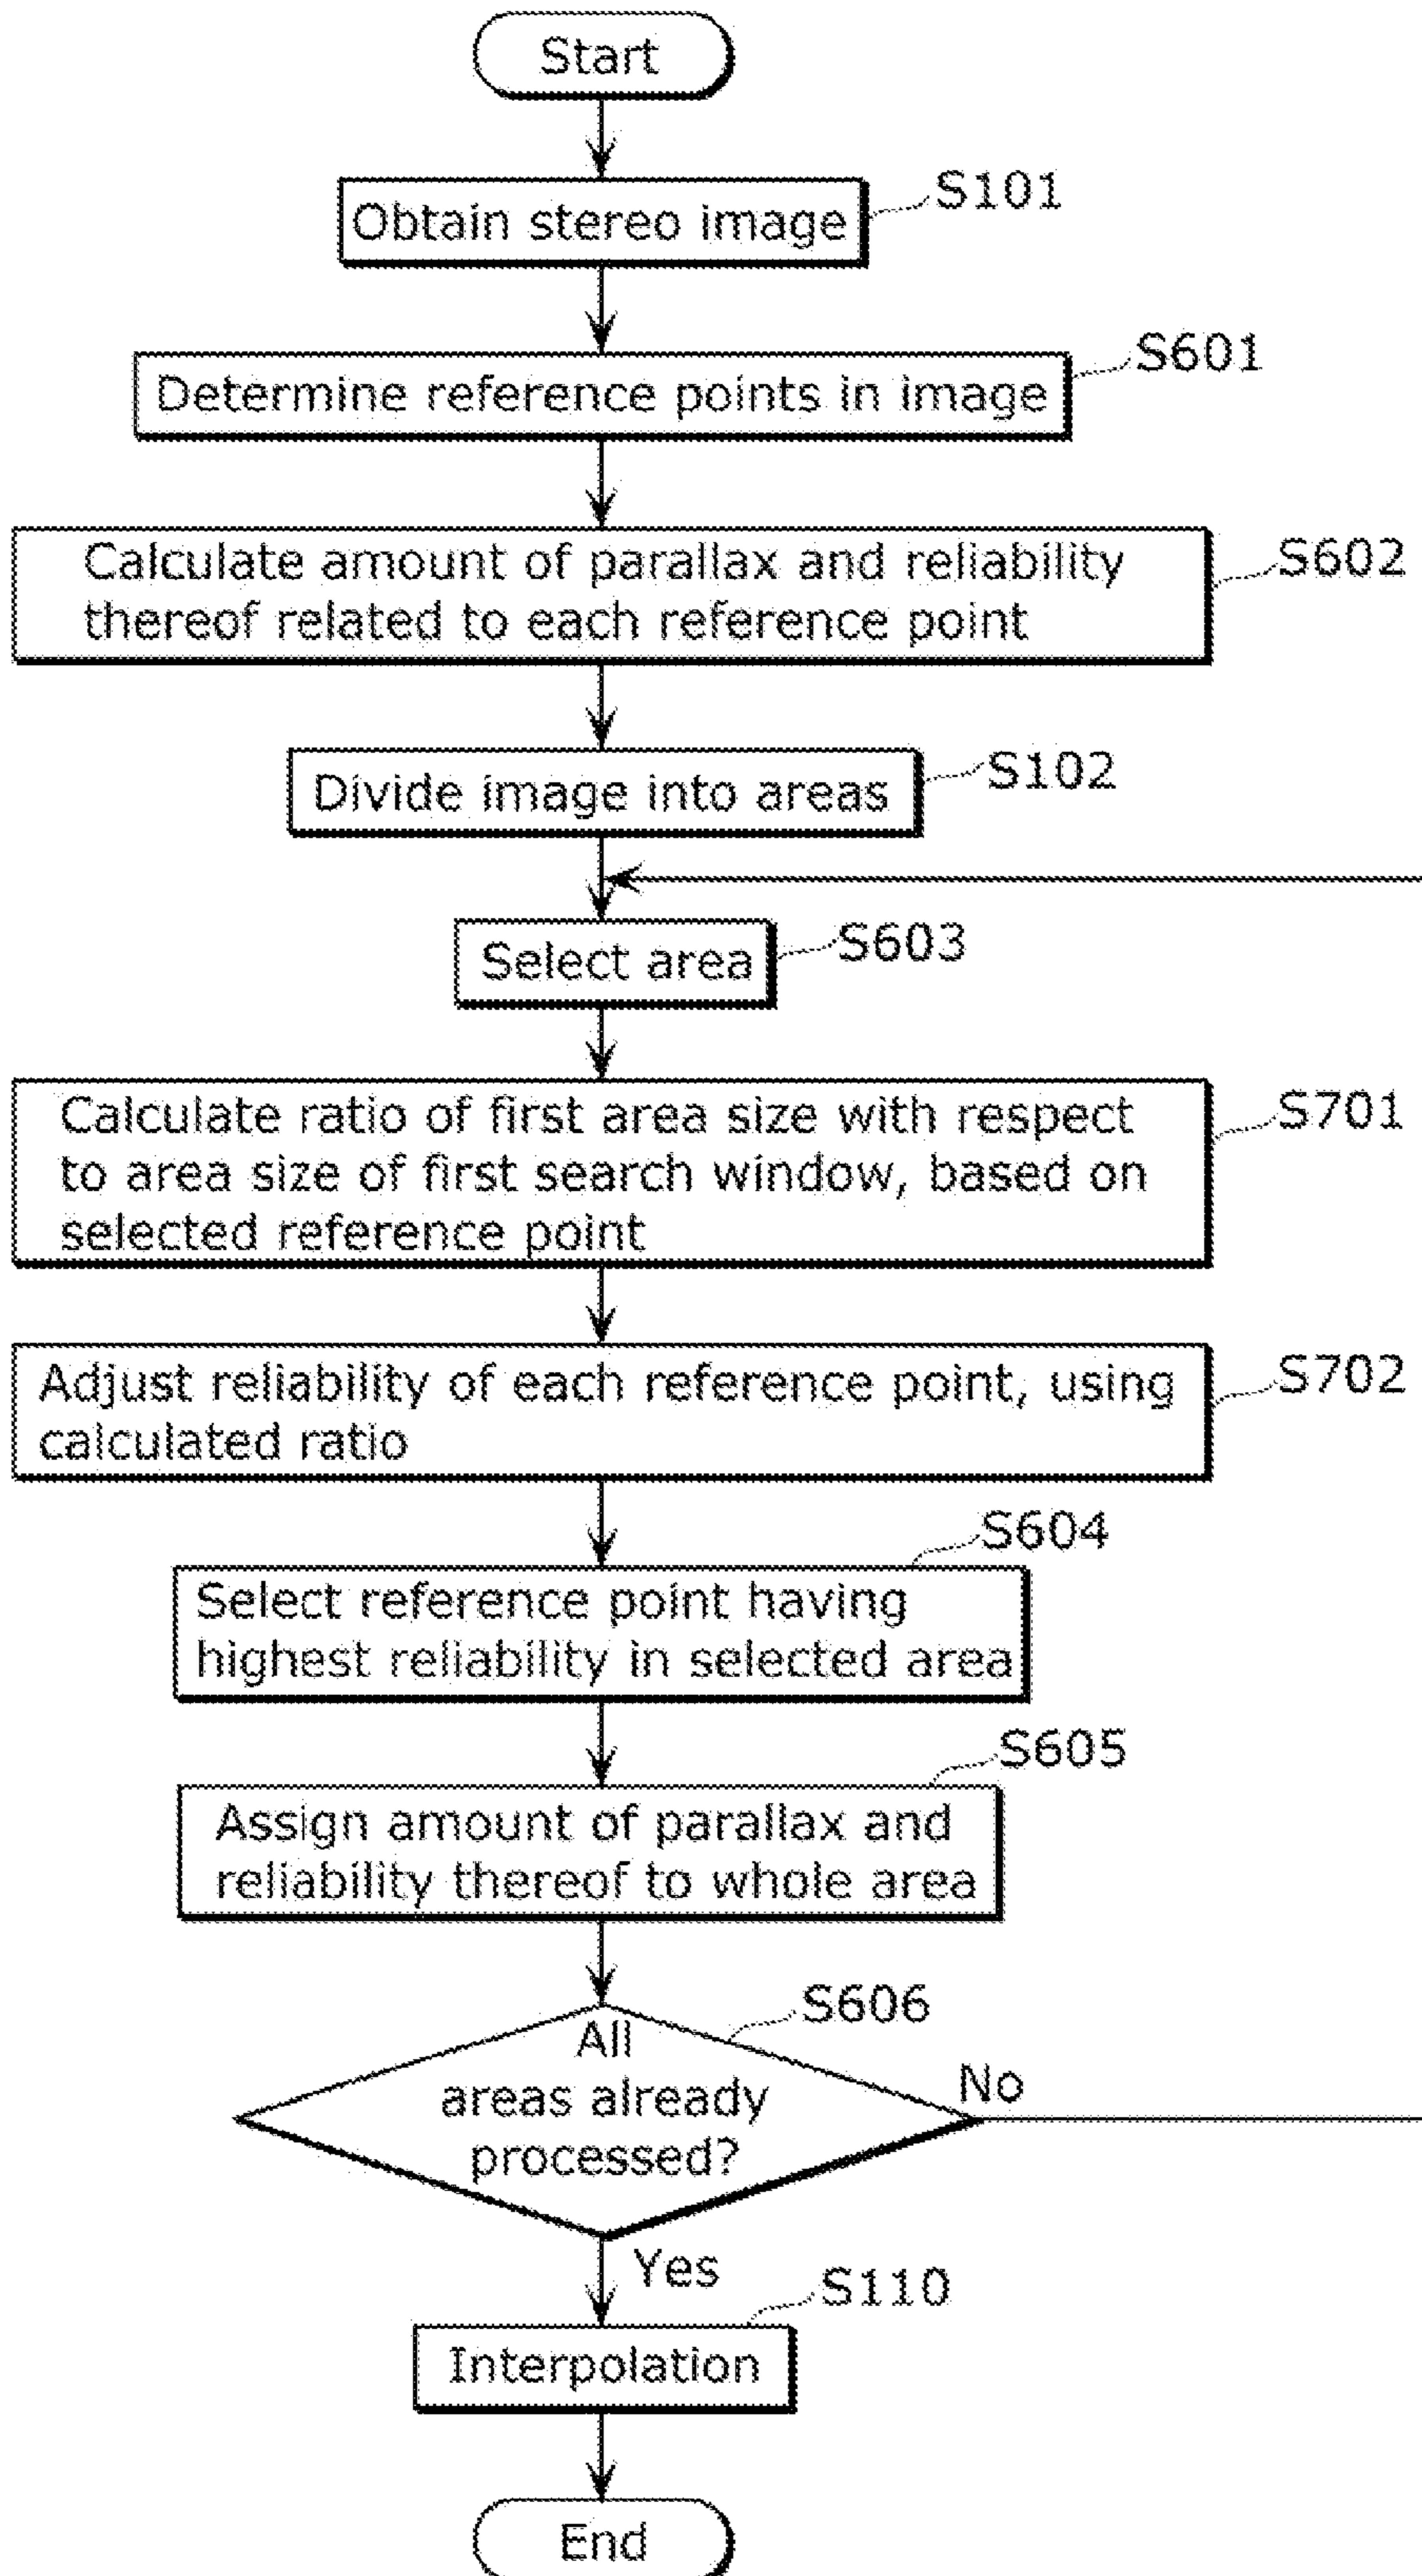 Start
Obtain stereo image
S101
Determine reference points in image
S601
Calculate amount of parallax and reliability
thereof related to each reference point
S602
Divide image into areas
S102
Select area
S603
Calculate ratio of first area size with respect
to area size of first search window, based on
selected reference point
S701
Adjust reliability of each reference point, using
calculated ratio
S702
S604
Select reference point having
highest reliability in selected area
S605
Assign amount of parallax and
reliability thereof to whole area
S606
All
areas already
processed?
No
Yes
S110
Interpolation
End